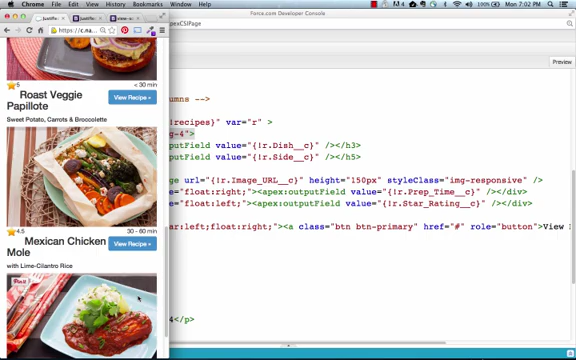 Chrome File Edit View History Bookmarks Window Help
100% Mon 7:02 PM
Force.com Developer Console
apexCSIPage
Preview
https://c.na
5 < 30 min
Roast Veggie
Papillote
View Recipe »
Sweet Potato, Carrots & Broccolette
4.5 30 - 60 min
Mexican Chicken
Mole
View Recipe »
with Lime-Cilantro Rice
umns -->
!recipes}" var="r" >
g-4">
putField value="{!r.Dish__c}" /></h3>
putField value="{!r.Side__c}" /></h5>
ge url="{!r.Image_URL__c}" height="150px" styleClass="img-responsive" />
e="float:right;"><apex:outputField value="{!r.Prep_Time__c}" /></div>
e="float:left;"><apex:outputField value="{!r.Star_Rating__c}" /></div>
ar:left;float:right;"><a class="btn btn-primary" href="#" role="button">View
4</p>